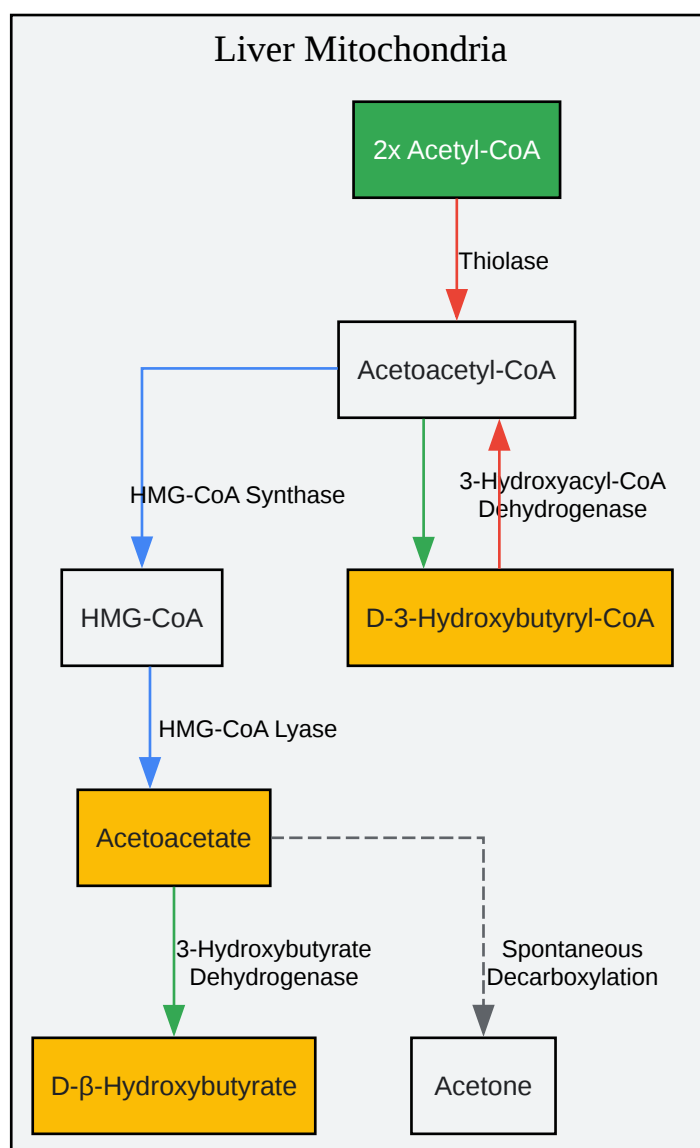 Liver Mitochondria
2x Acetyl-CoA
Thiolase
Acetoacetyl-CoA
HMG-CoA Synthase
3-Hydroxyacyl-CoA
Dehydrogenase
HMG-CoA
D-3-Hydroxybutyryl-CoA
HMG-CoA Lyase
Acetoacetate
3-Hydroxybutyrate
Dehydrogenase
Spontaneous
Decarboxylation
D-β-Hydroxybutyrate
Acetone